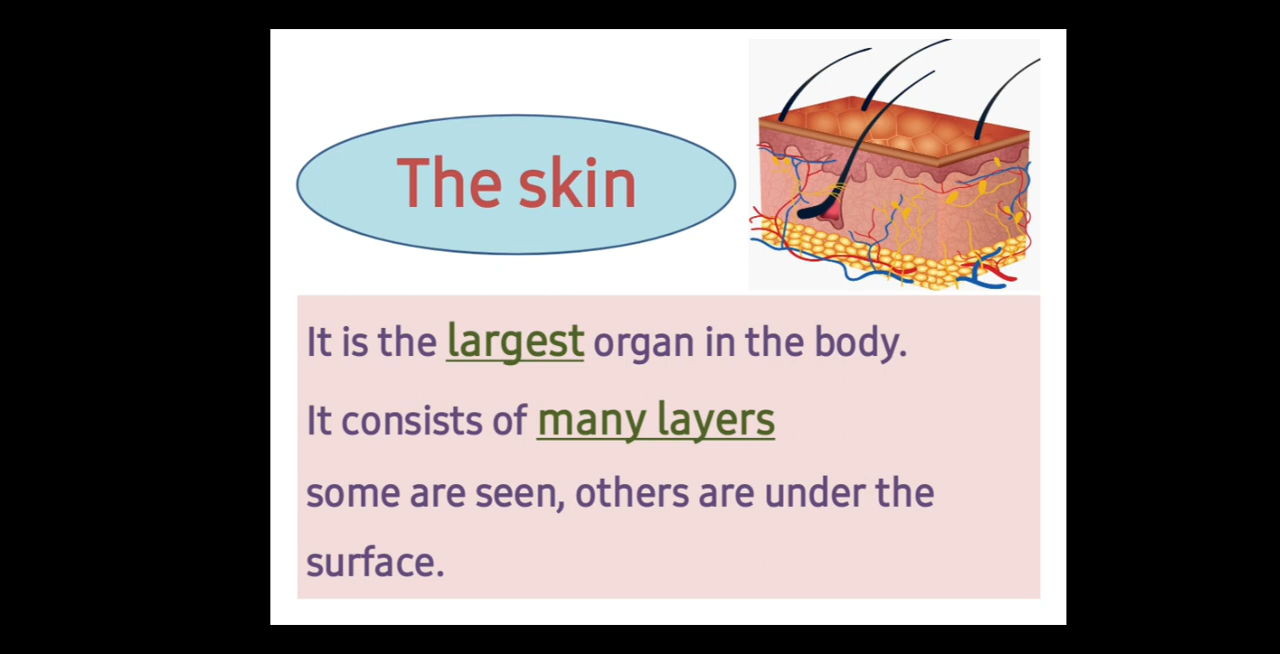 The skin
It is the largest organ in the body.
It consists of many layers
some are seen, others are under the
surface.